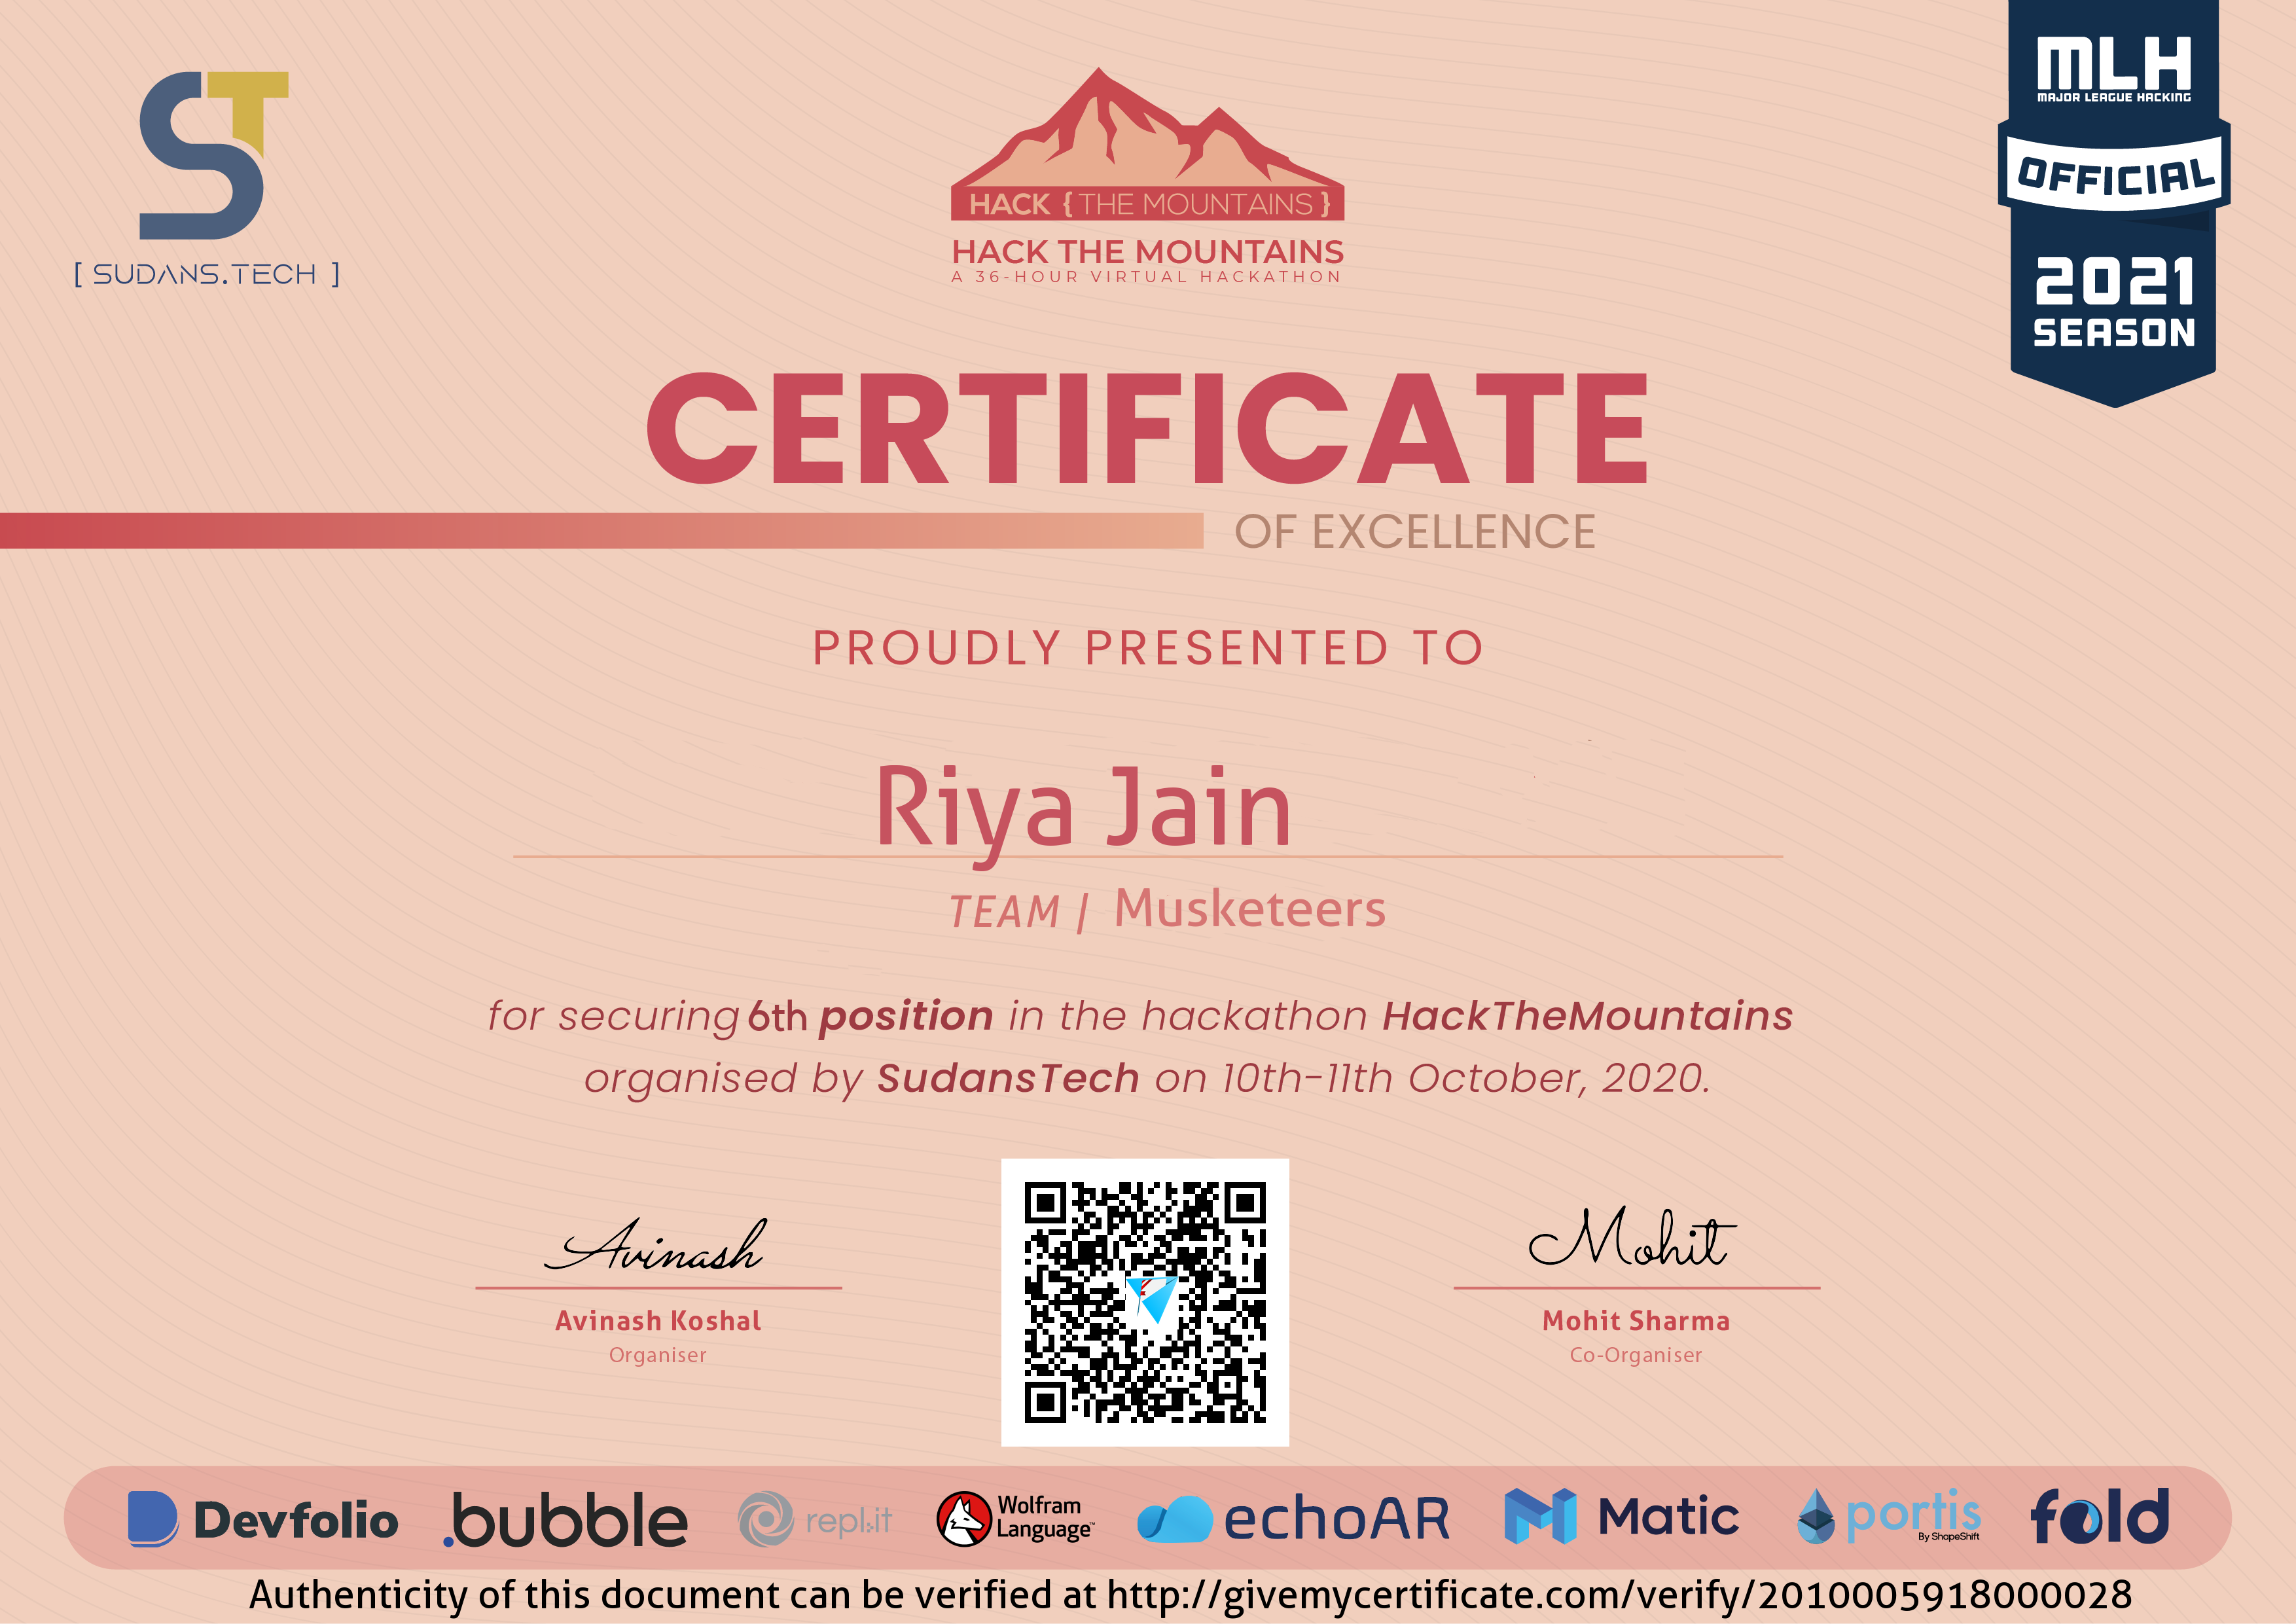 ST
[ SUDANS.TECH ]
HACK { THE MOUNTAINS }
HACK THE MOUNTAINS
A 36-HOUR VIRTUAL HACKATHON
MLH
MAJOR LEAGUE HACKING
OFFICIAL
2021
SEASON
CERTIFICATE
OF EXCELLENCE
PROUDLY PRESENTED TO
Riya Jain
TEAM | Musketeers
for securing 6th position in the hackathon HackTheMountains
organised by SudansTech on 10th-11th October, 2020.
Avinash
Avinash Koshal
Organiser
Mohit
Mohit Sharma
Co-Organiser
Devfolio
.bubble
repl.it
Wolfram
Language™
echoAR
Matic
portis
By ShapeShift
fold
Authenticity of this document can be verified at http://givemycertificate.com/verify/2010005918000028